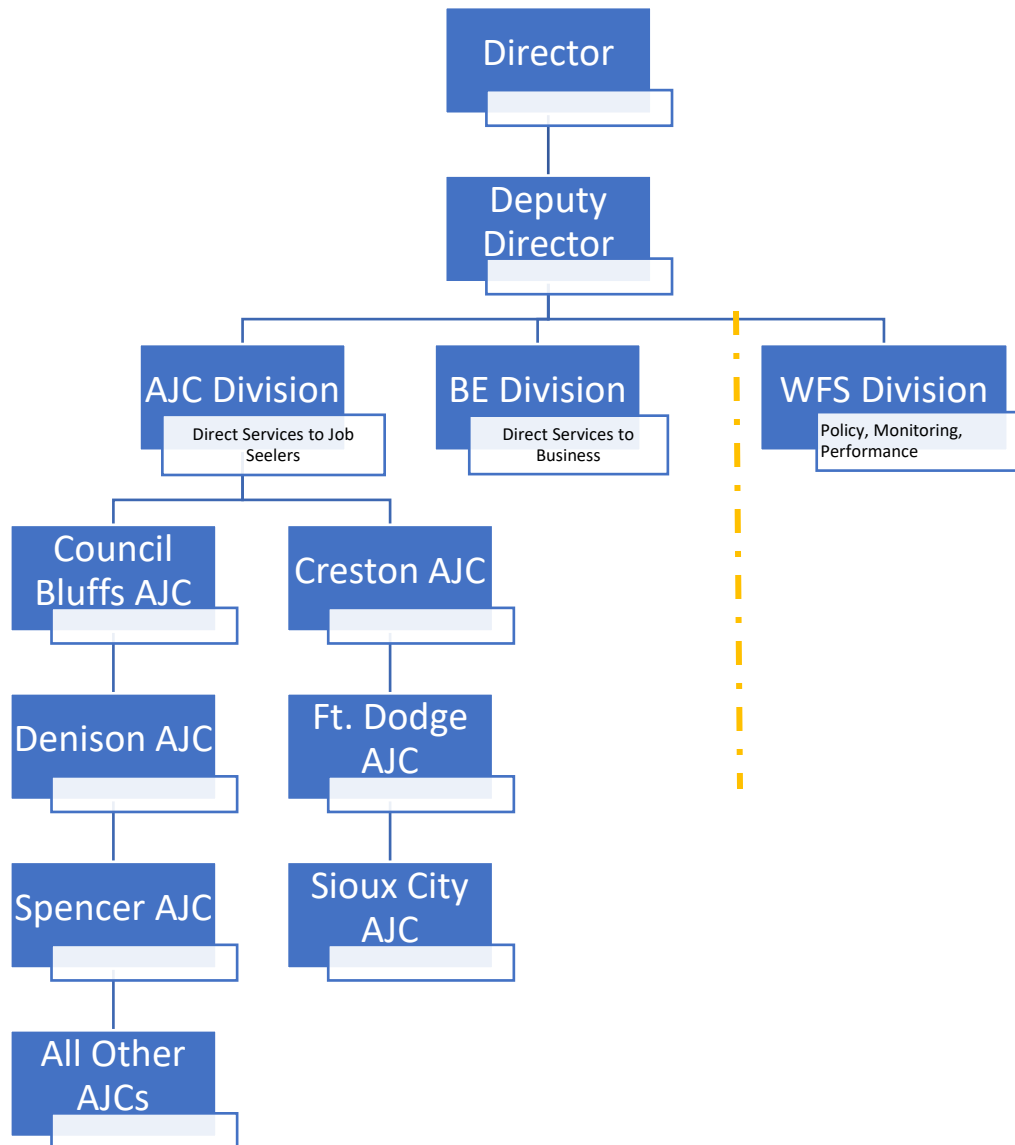 Director
Deputy
Director
AJC Division
Direct Services to Job
Seelers
BE Division
Direct Services to
Business
WFS Division
Policy, Monitoring,
Performance
Council
Bluffs AJC
Creston AJC
Denison AJC
Ft. Dodge
AJC
Spencer AJC
Sioux City
AJC
All Other
AJCs